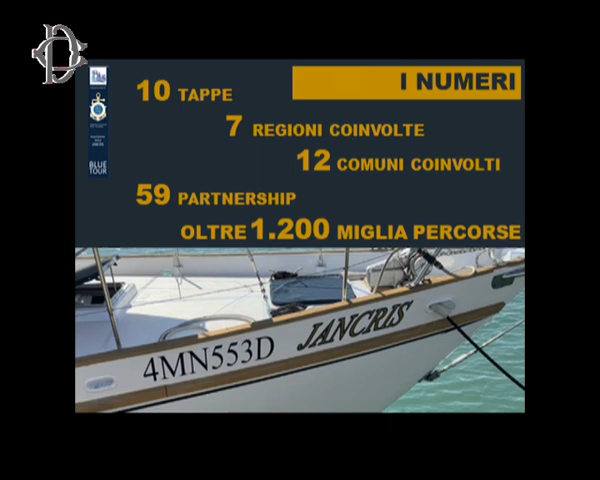 I NUMERI
10 TAPPE
7 REGIONI COINVOLTE
12 COMUNI COINVOLTI
59 PARTNERSHIP
OLTRE 1.200 MIGLIA PERCORSE
BLUE
TOUR
4MN553D JANCRIS